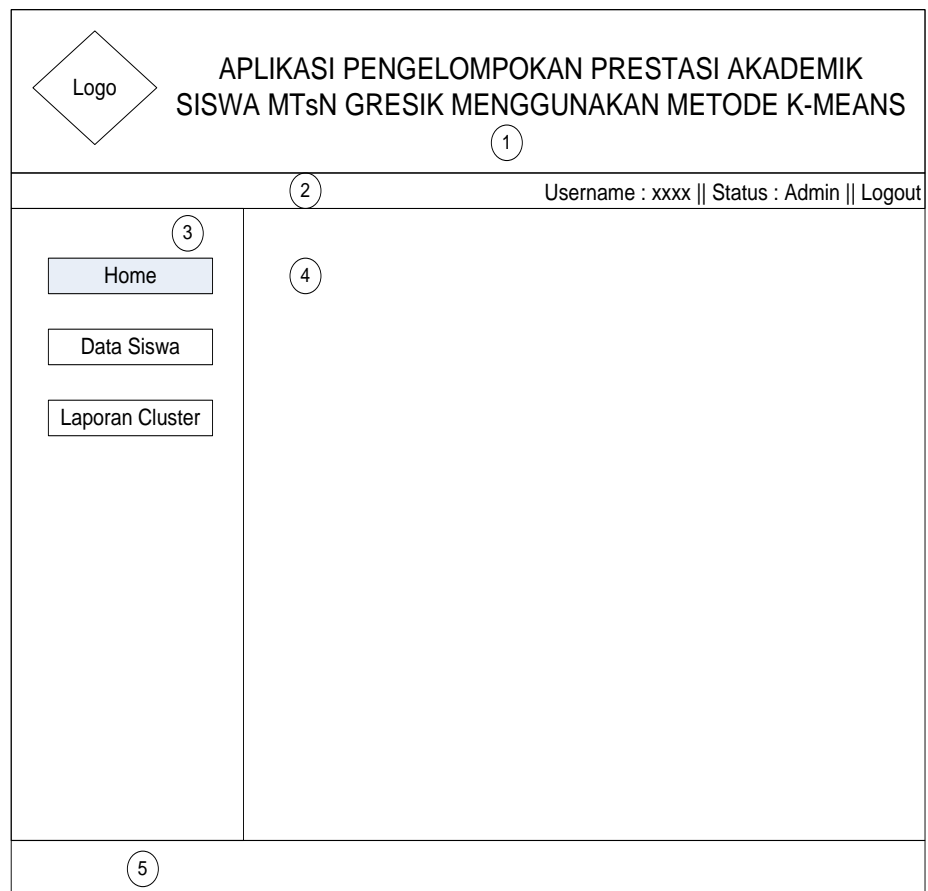 Logo
APLIKASI PENGELOMPOKAN PRESTASI AKADEMIK
SISWA MTsN GRESIK MENGGUNAKAN METODE K-MEANS
1
2
Username : xxxx || Status : Admin || Logout
3
Home
4
Data Siswa
Laporan Cluster
5